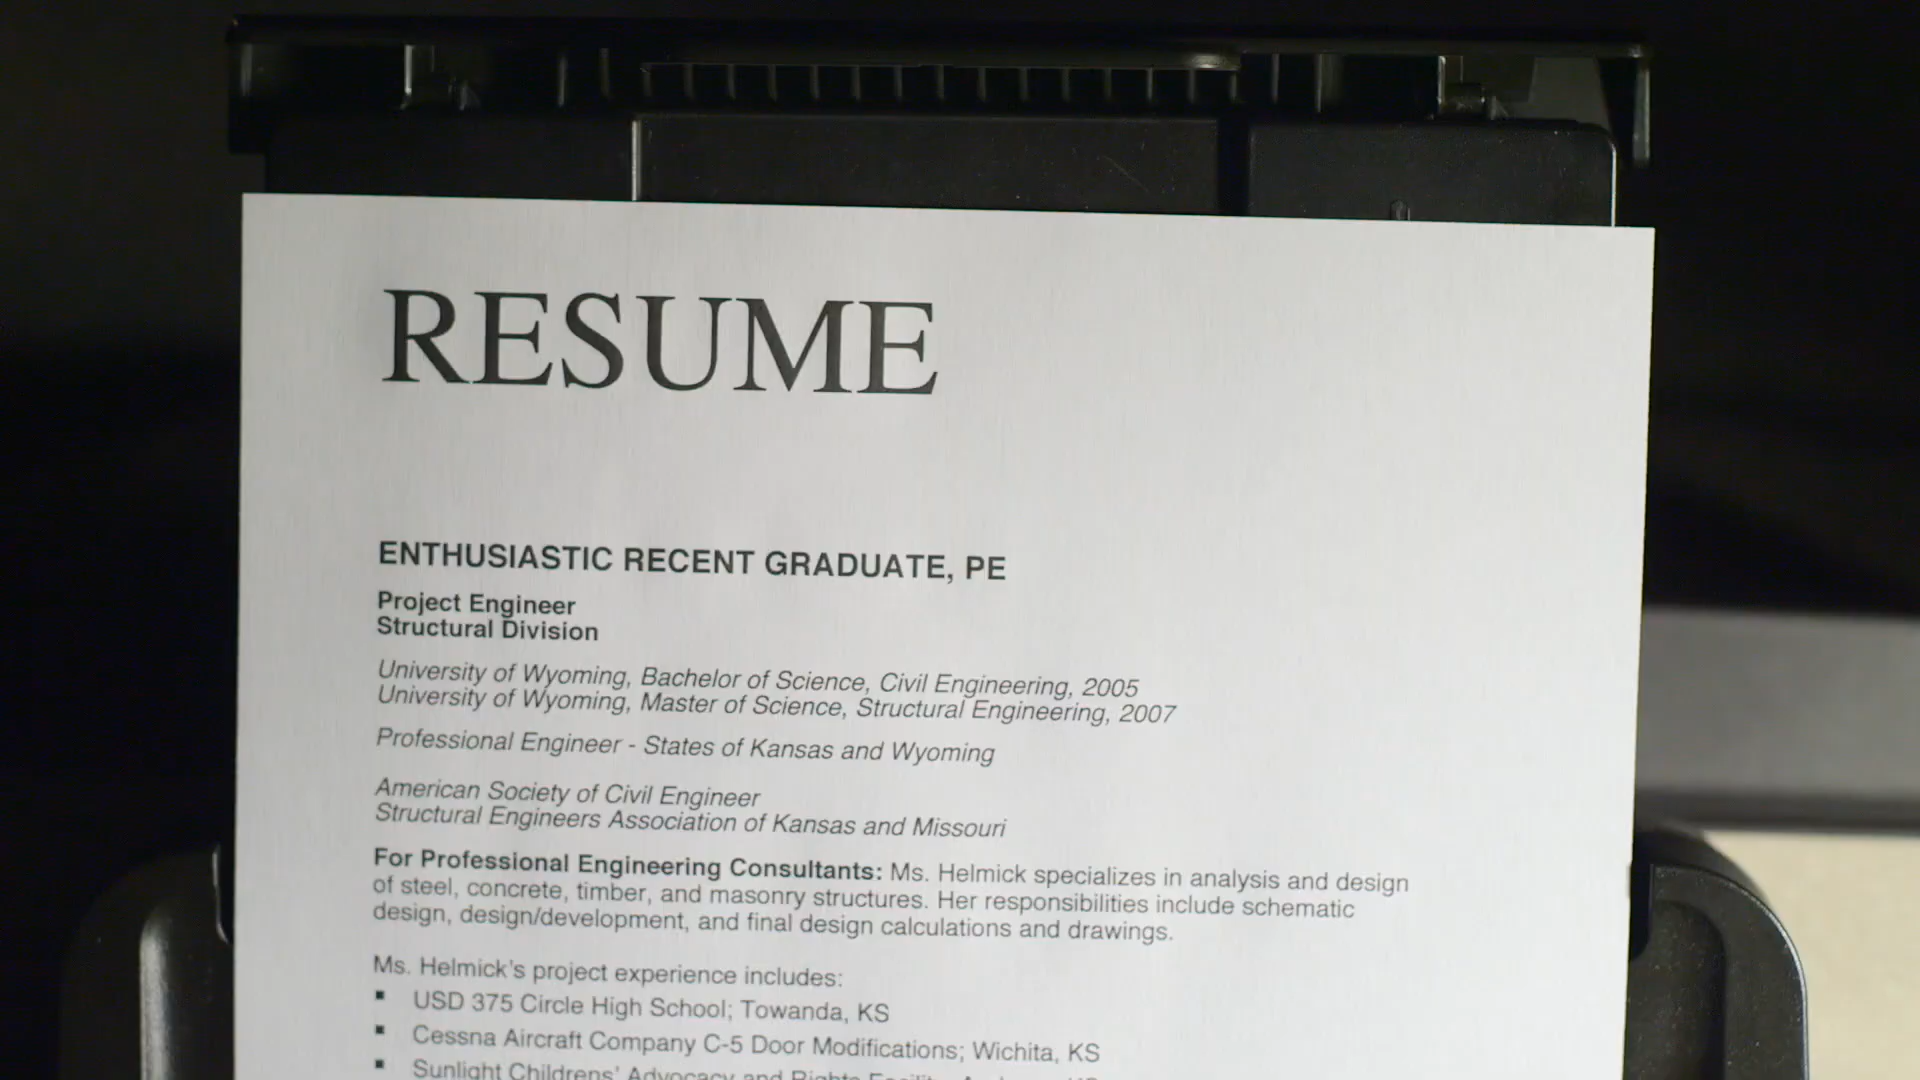 RESUME
ENTHUSIASTIC RECENT GRADUATE, PE
Project Engineer
Structural Division
University of Wyoming, Bachelor of Science, Civil Engineering, 2005
University of Wyoming, Master of Science, Structural Engineering, 2007
Professional Engineer - States of Kansas and Wyoming
American Society of Civil Engineer
Structural Engineers Association of Kansas and Missouri
For Professional Engineering Consultants: Ms. Helmick specializes in analysis and design
of steel, concrete, timber, and masonry structures. Her responsibilities include schematic
design, design/development, and final design calculations and drawings.
Ms. Helmick's project experience includes:
▪ USD 375 Circle High School; Towanda, KS
▪ Cessna Aircraft Company C-5 Door Modifications; Wichita, KS
▪ Sunlight Childrens' Advocacy and Rights